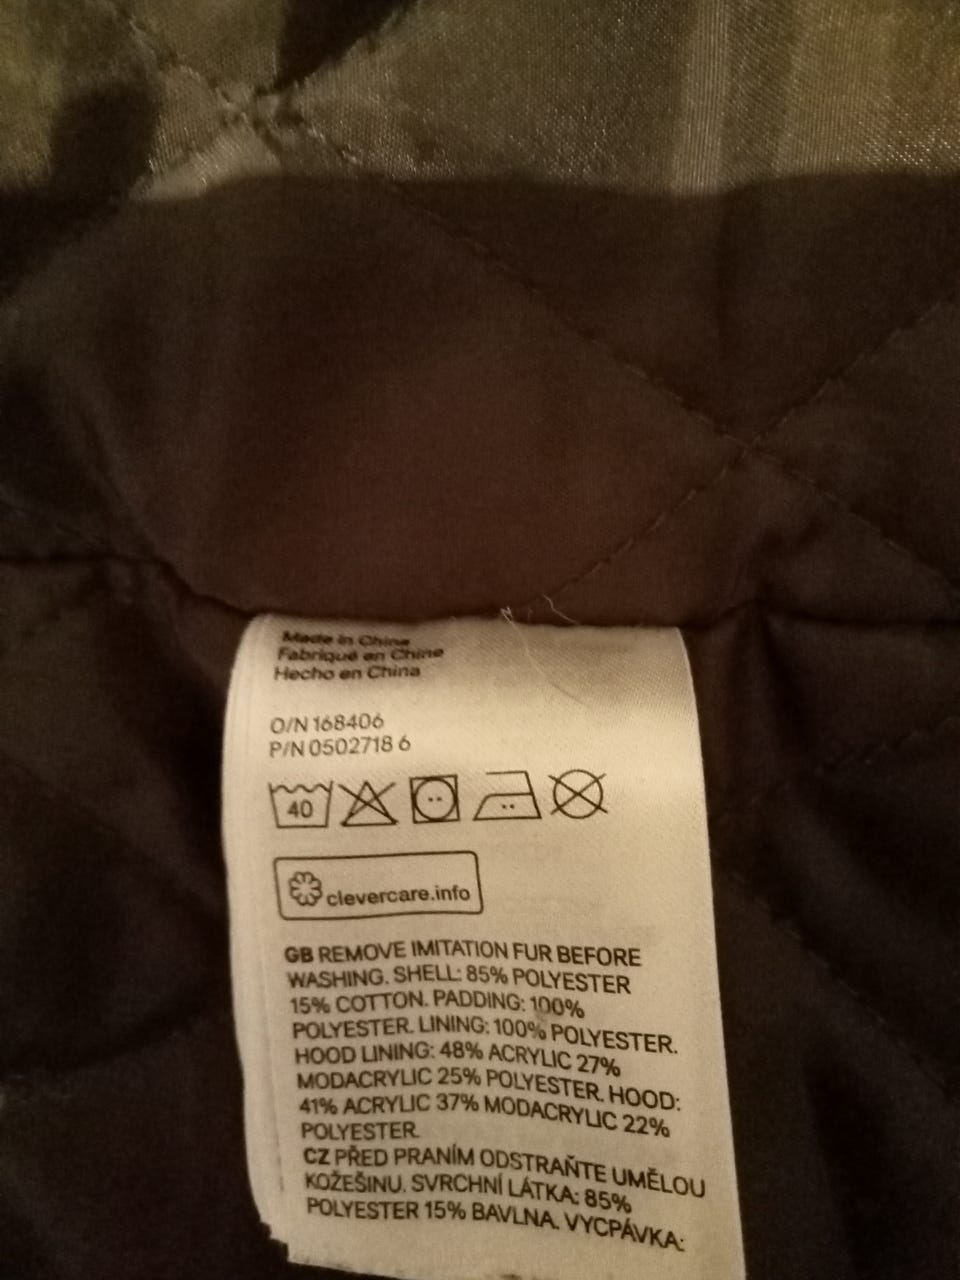 Made in China
Fabriqué en Chine
Hecho en China
O/N 168406
P/N 0502718 6
40
clevercare.info
GB REMOVE IMITATION FUR BEFORE
WASHING. SHELL: 85% POLYESTER
15% COTTON. PADDING: 100%
POLYESTER. LINING: 100% POLYESTER.
HOOD LINING: 48% ACRYLIC 27%
MODACRYLIC 25% POLYESTER. HOOD:
41% ACRYLIC 37% MODACRYLIC 22%
POLYESTER.
CZ PŘED PRANÍM ODSTRAŇTE UMĚLOU
KOŽEŠINU. SVRCHNÍ LÁTKA: 85%
POLYESTER 15% BAVLNA. VYCPÁVKA: